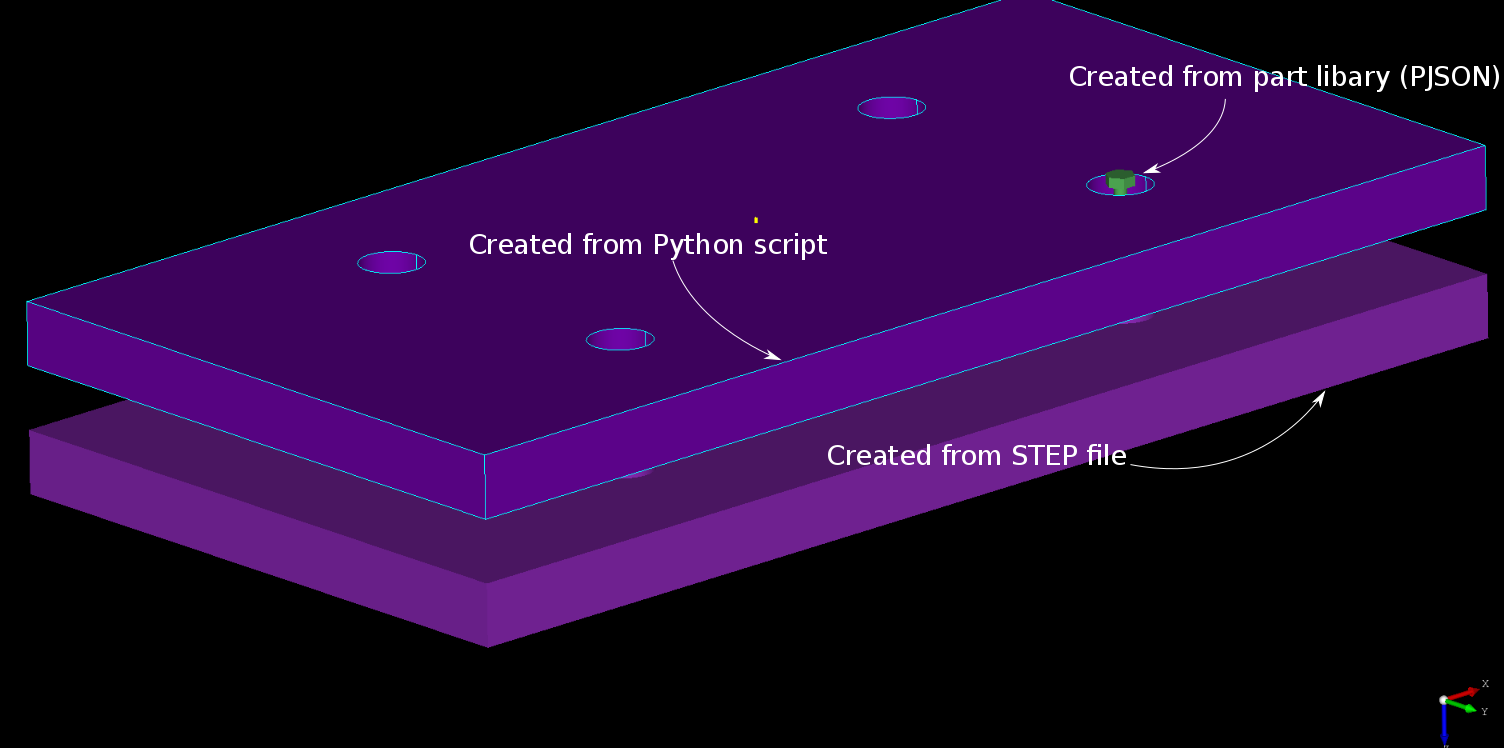 Created from part libary (PJSON)
Created from Python script
Created from STEP file
X
Y